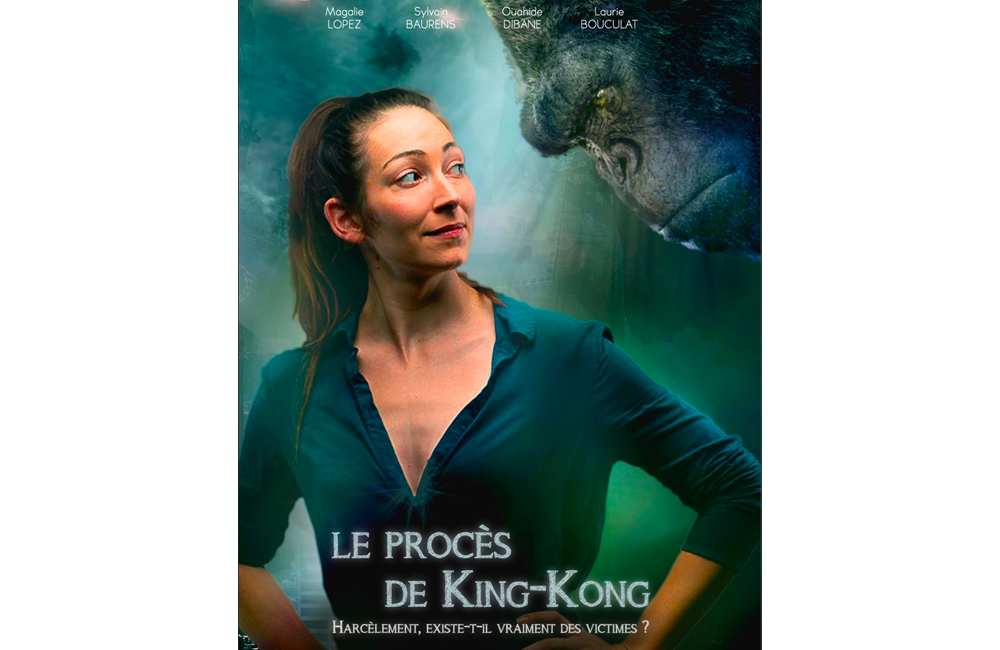 Magalie Sylvain Ouahide Laurie
LOPEZ BAURENS DIBANE BOUCULAT
LE PROCÈS
DE KING-KONG
HARCÈLEMENT, EXISTE-T-IL VRAIMENT DES VICTIMES ?